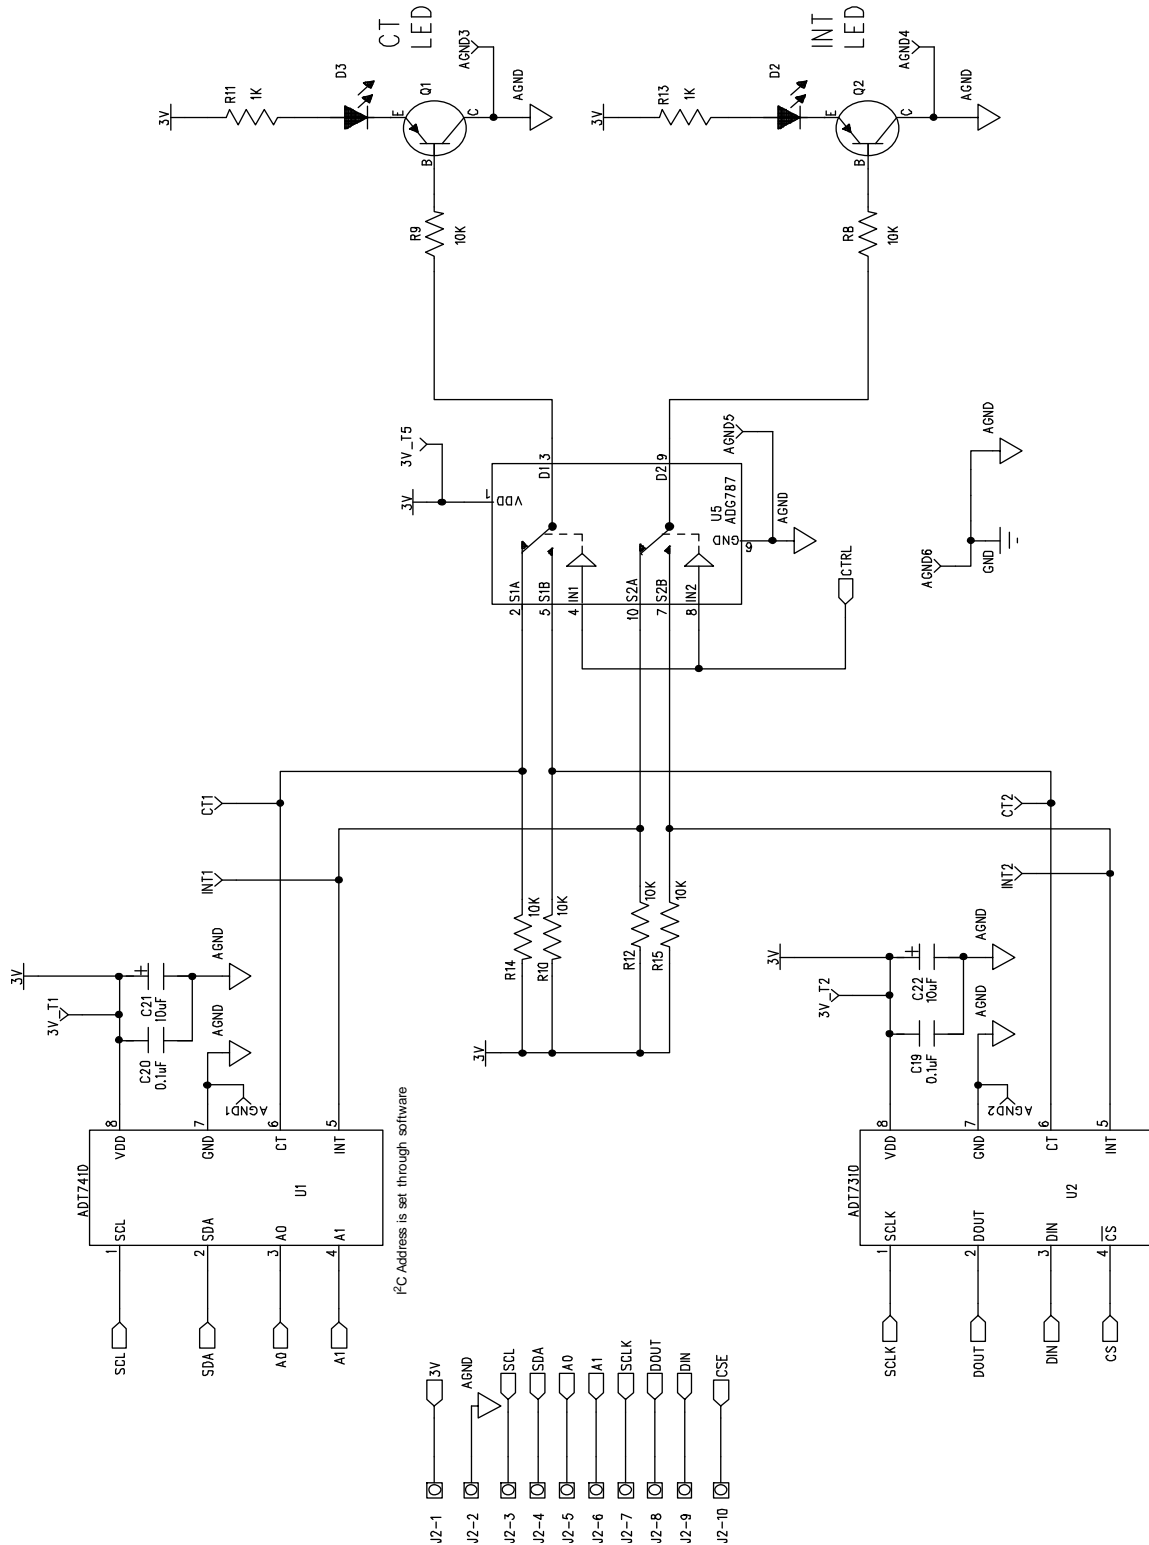 CT
LED
INT
LED
3V
R11
1K
D3
E
Q1
B
C
AGND3
AGND
R9
10K
3V
R13
1K
D2
E
Q2
B
C
AGND4
AGND
R8
10K
3V
3V_T5
VDD
1
D1
3
D2
9
U5
ADG787
GND
6
AGND5
AGND
2
S1A
5
S1B
4
IN1
10
S2A
7
S2B
8
IN2
CTRL
AGND6
GND
AGND
CT1
INT1
CT2
INT2
R14
10K
R10
10K
R12
10K
R15
10K
3V
3V
3V_T1
C21
10uF
+
C20
0.1uF
AGND
AGND
AGND1
ADT7410
U1
8
VDD
7
GND
6
CT
5
INT
1
SCL
2
SDA
3
A0
4
A1
SCL
SDA
A0
A1
I²C Address is set through software
3V
3V_T2
C22
10uF
+
C19
0.1uF
AGND
AGND
AGND2
ADT7310
U2
8
VDD
7
GND
6
CT
5
INT
1
SCLK
2
DOUT
3
DIN
4
CS
SCLK
DOUT
DIN
CS
J2-1
3V
J2-2
AGND
J2-3
SCL
J2-4
SDA
J2-5
A0
J2-6
A1
J2-7
SCLK
J2-8
DOUT
J2-9
DIN
J2-10
CSE